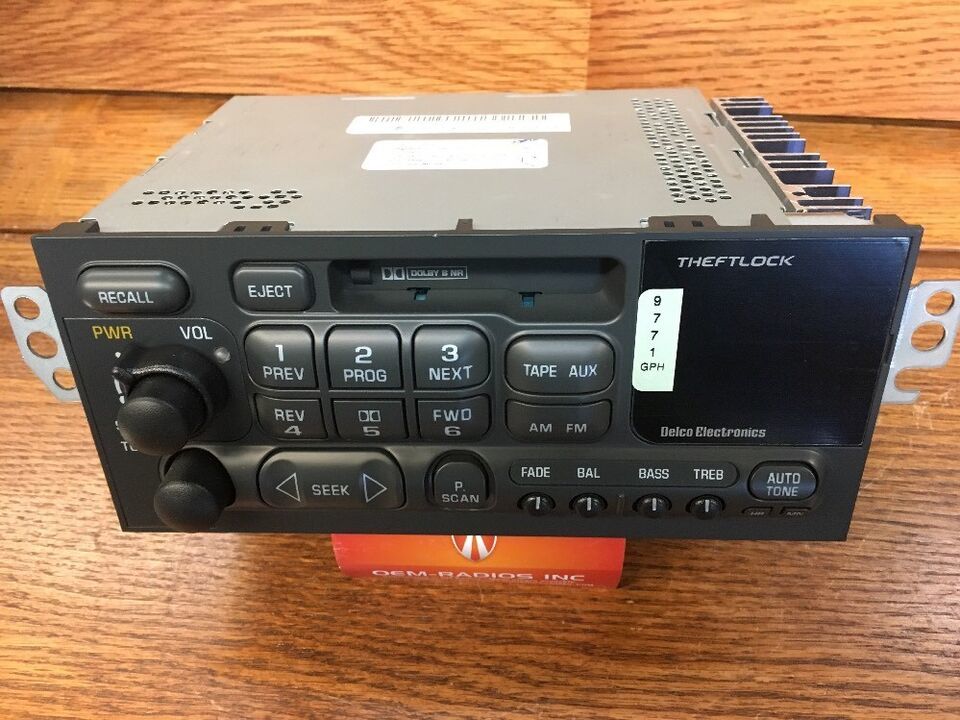 THEFTLOCK
DOLBY B NR
RECALL
EJECT
9
7
7
1
GPH
PWR VOL
1
PREV
2
PROG
3
NEXT
TAPE AUX
REV
4
5
FWD
6
AM FM
Delco Electronics
SEEK
P.
SCAN
FADE BAL BASS TREB
AUTO
TONE
HR MN
OEM-RADIOS INC